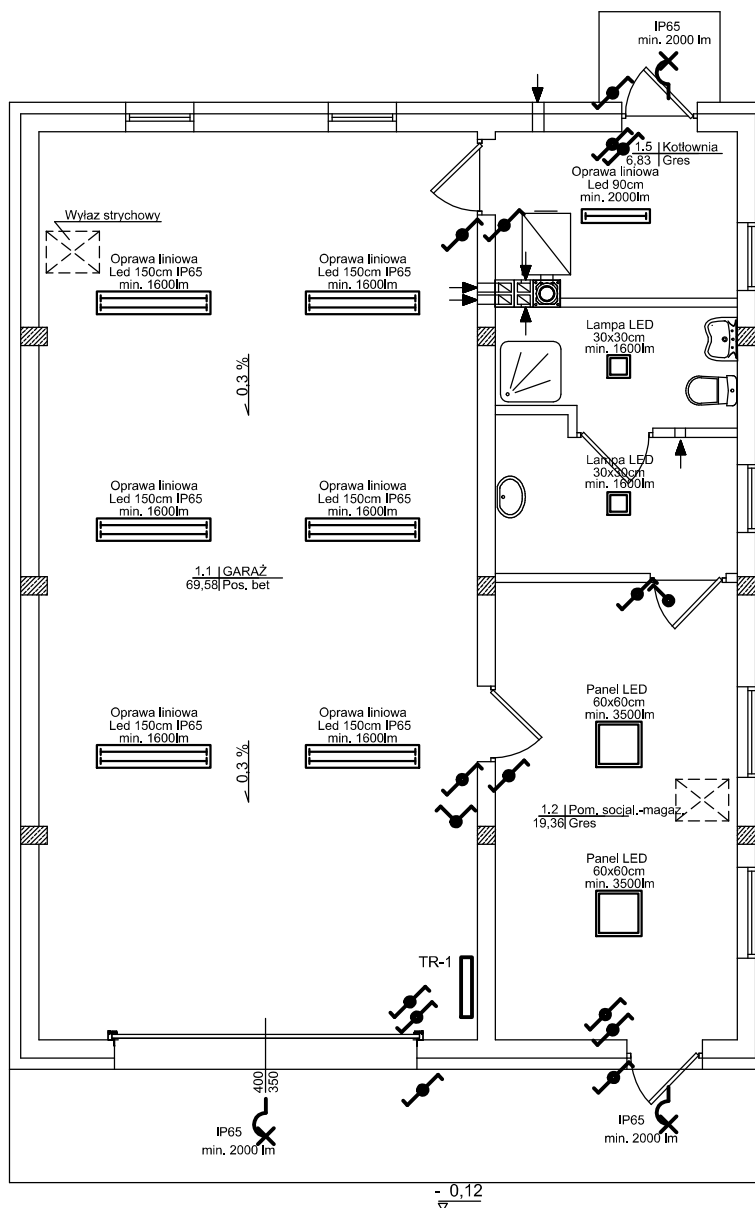 IP65
min. 2000 lm
1.5 Kotłownia
6,83 Gres
Oprawa liniowa
Led 90cm
min. 2000lm
Wyłaz strychowy
Oprawa liniowa
Led 150cm IP65
min. 1600lm
Oprawa liniowa
Led 150cm IP65
min. 1600lm
Lampa LED
30x30cm
min. 1600lm
0,3 %
Lampa LED
30x30cm
min. 1600lm
Oprawa liniowa
Led 150cm IP65
min. 1600lm
Oprawa liniowa
Led 150cm IP65
min. 1600lm
1.1 GARAŻ
69,58 Pos. bet
Oprawa liniowa
Led 150cm IP65
min. 1600lm
Oprawa liniowa
Led 150cm IP65
min. 1600lm
Panel LED
60x60cm
min. 3500lm
0,3 %
1.2 Pom. socjal.-magaz.
19,36 Gres
Panel LED
60x60cm
min. 3500lm
TR-1
400
350
IP65
min. 2000 lm
IP65
min. 2000 lm
- 0,12